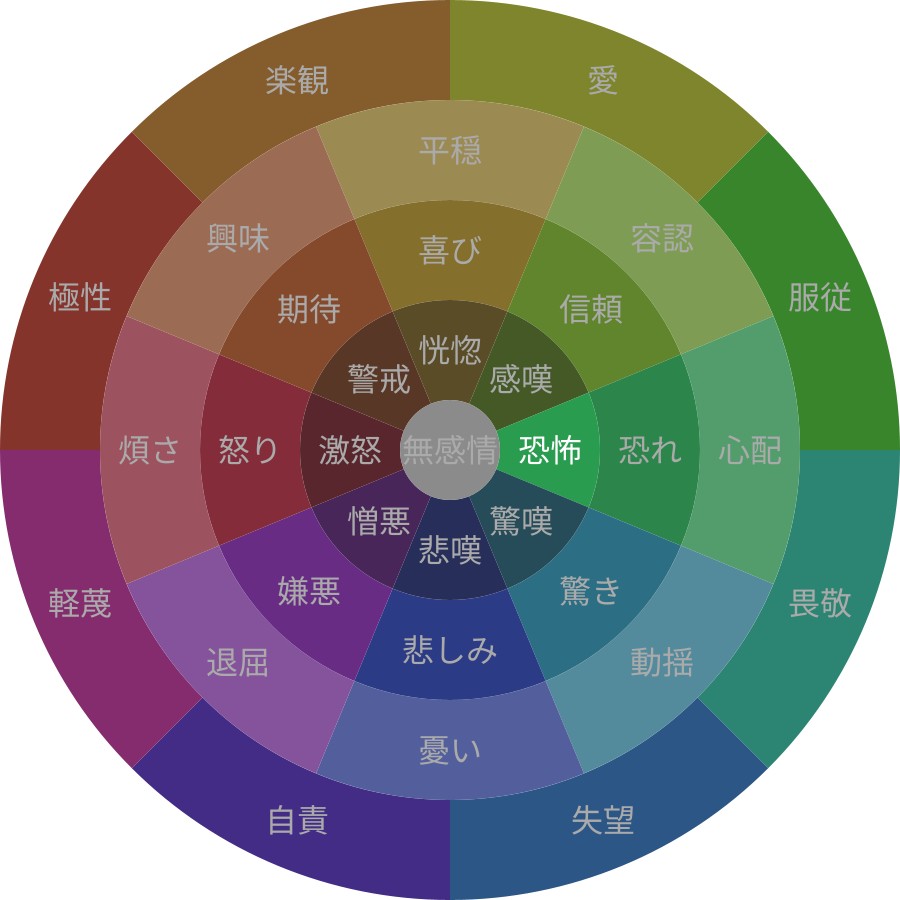 楽観
愛
平穏
興味
容認
喜び
極性
期待
信頼
服従
恍惚
警戒
感嘆
煩さ
怒り
激怒
無感情
恐怖
恐れ
心配
憎悪
驚嘆
悲嘆
軽蔑
嫌悪
驚き
畏敬
退屈
悲しみ
動揺
憂い
自責
失望